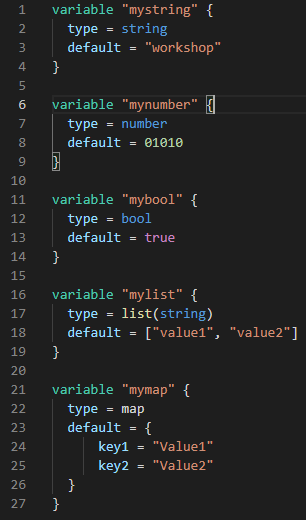 1 variable "mystring" {
2   type = string
3   default = "workshop"
4 }
5
6 variable "mynumber" {
7   type = number
8   default = 01010
9 }
10
11 variable "mybool" {
12   type = bool
13   default = true
14 }
15
16 variable "mylist" {
17   type = list(string)
18   default = ["value1", "value2"]
19 }
20
21 variable "mymap" {
22   type = map
23   default = {
24       key1 = "Value1"
25       key2 = "Value2"
26   }
27 }